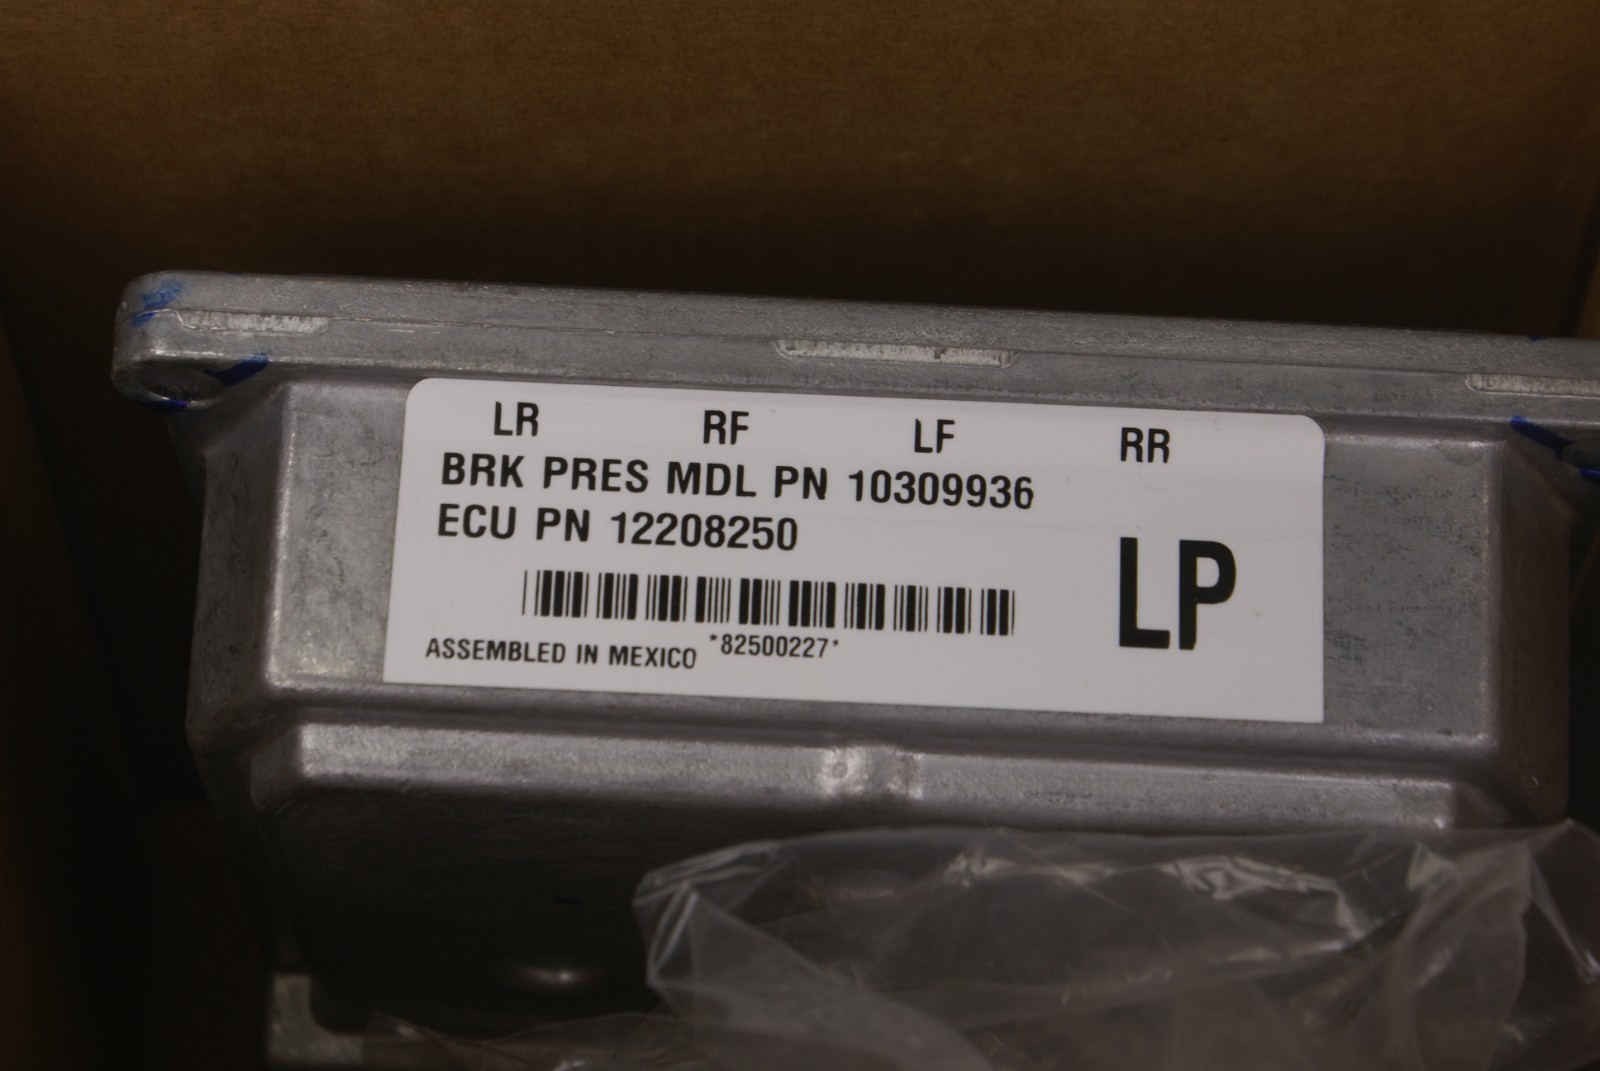 LR RF LF RR
BRK PRES MDL PN 10309936
ECU PN 12208250
LP
*82500227*
ASSEMBLED IN MEXICO